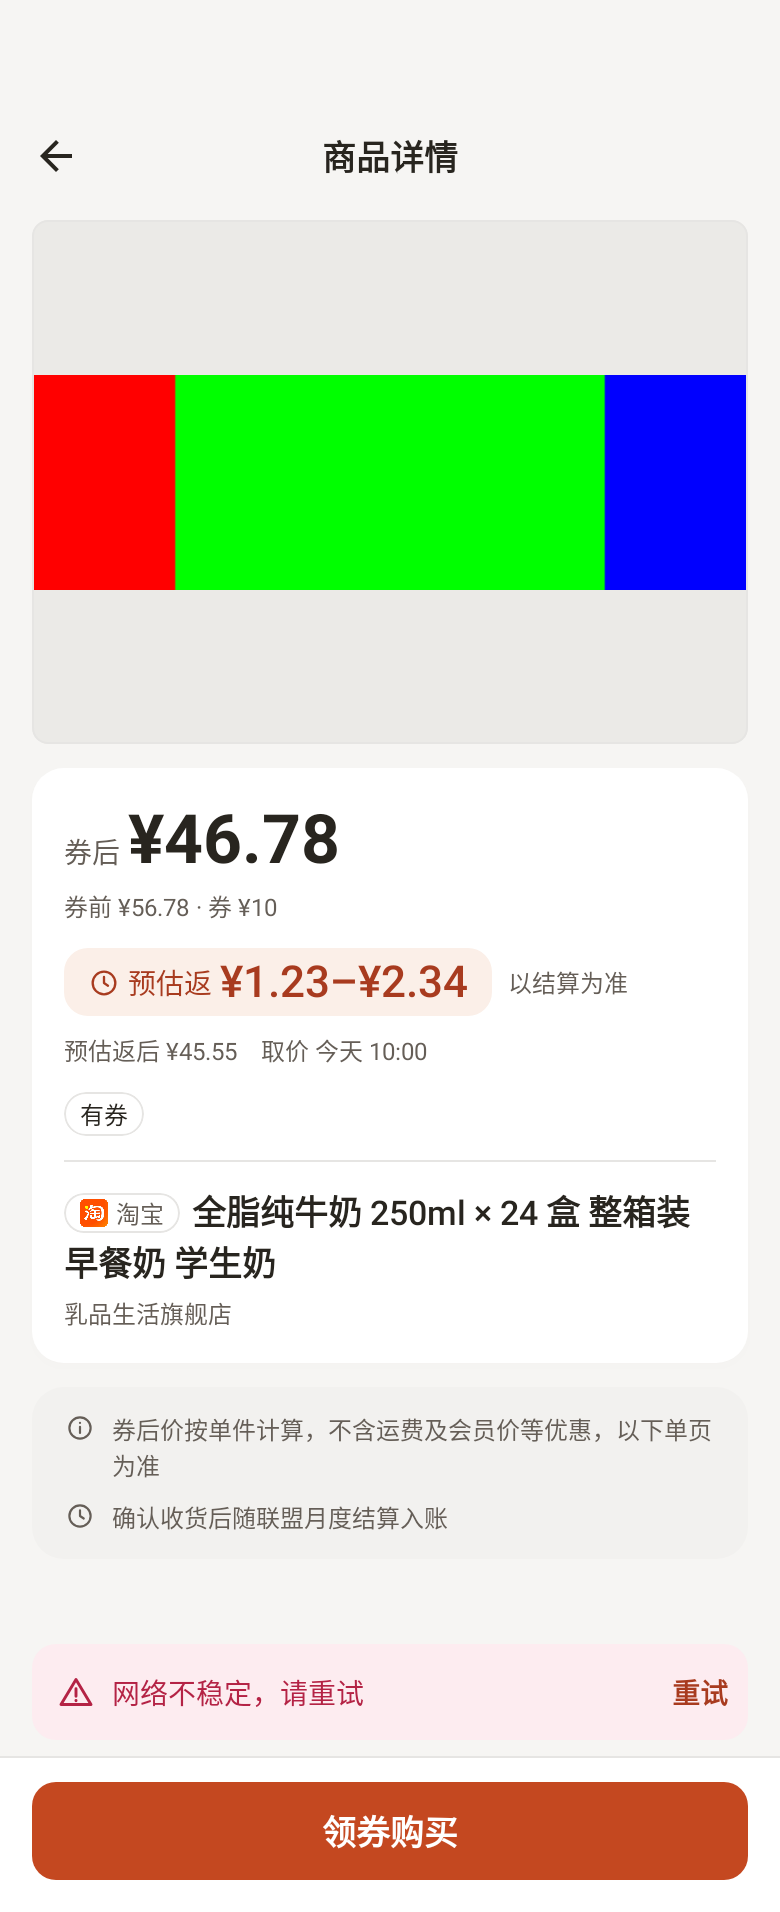 商品详情
券后 ¥46.78
券前 ¥56.78 · 券 ¥10
预估返 ¥1.23–¥2.34 以结算为准
预估返后 ¥45.55 取价 今天 10:00
有券
淘 淘宝 全脂纯牛奶 250ml × 24 盒 整箱装
早餐奶 学生奶
乳品生活旗舰店
券后价按单件计算，不含运费及会员价等优惠，以下单页
为准
确认收货后随联盟月度结算入账
网络不稳定，请重试 重试
领券购买